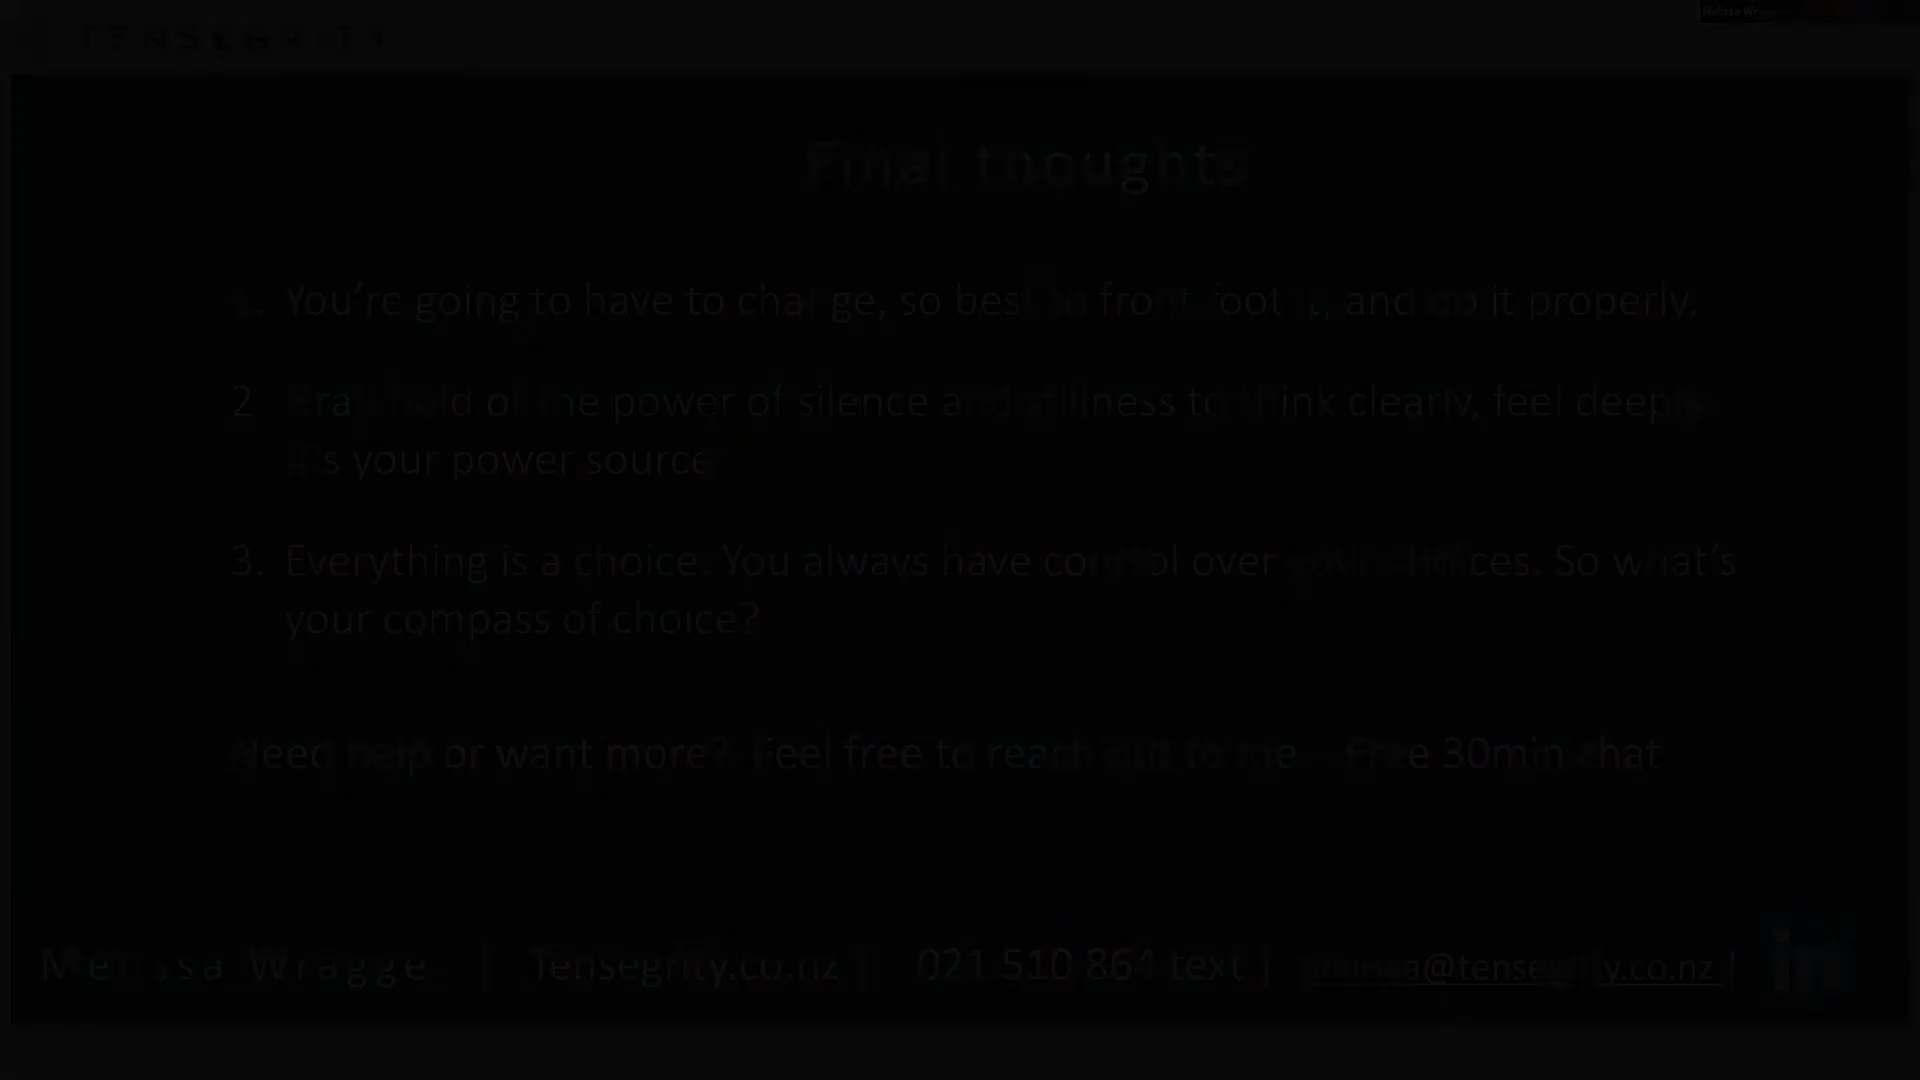 TENSEGRITY
Melissa Wr
Final thoughts
You're going to have to change, so best to front foot it, and do it properly.
2 hold of the power of silence and stillness to think clearly, feel deeply
It's your power source
3. Everything is a choice. You always have control over your choices. So what's
your compass of choice?
Need help or want more? Feel free to reach out to me Free 30min chat
Melissa Wragge | Tensegrity.co.nz | 021 510 864 text | @tensegrity.co.nz | in